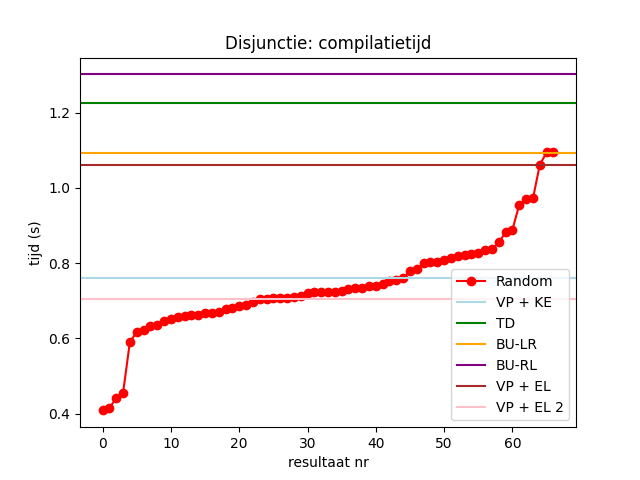 Disjunctie: compilatietijd
tijd (s)
1.2
1.0
0.8
0.6
0.4
0 10 20 30 40 50 60
resultaat nr
Random
VP + KE
TD
BU-LR
BU-RL
VP + EL
VP + EL 2